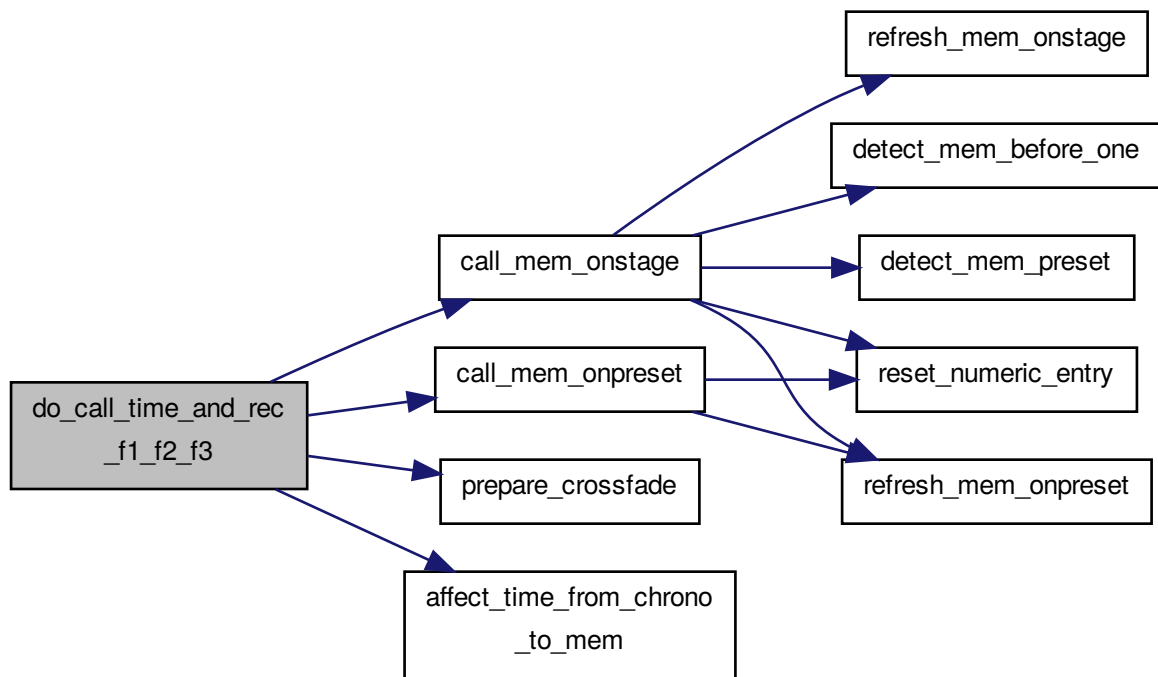 refresh_mem_onstage
detect_mem_before_one
call_mem_onstage
detect_mem_preset
call_mem_onpreset
reset_numeric_entry
do_call_time_and_rec
_f1_f2_f3
prepare_crossfade
refresh_mem_onpreset
affect_time_from_chrono
_to_mem